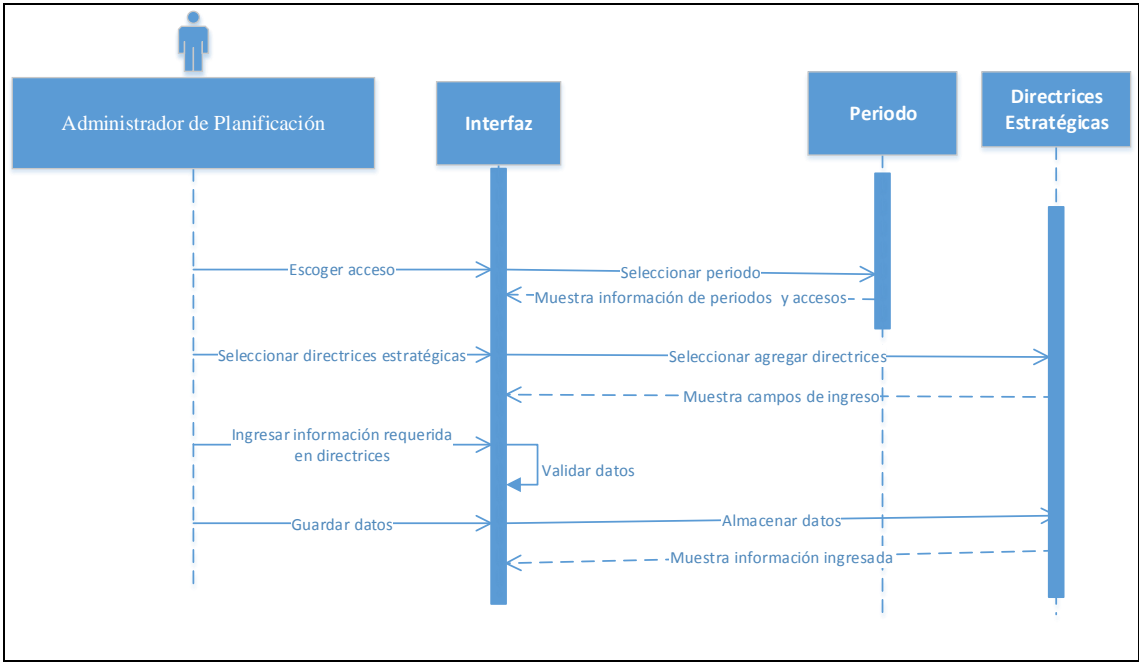 Administrador de Planificación
Interfaz
Periodo
Directrices
Estratégicas
Escoger acceso
Seleccionar periodo
Muestra información de periodos y accesos
Seleccionar directrices estratégicas
Seleccionar agregar directrices
Muestra campos de ingreso
Ingresar información requerida
en directrices
Validar datos
Guardar datos
Almacenar datos
Muestra información ingresada